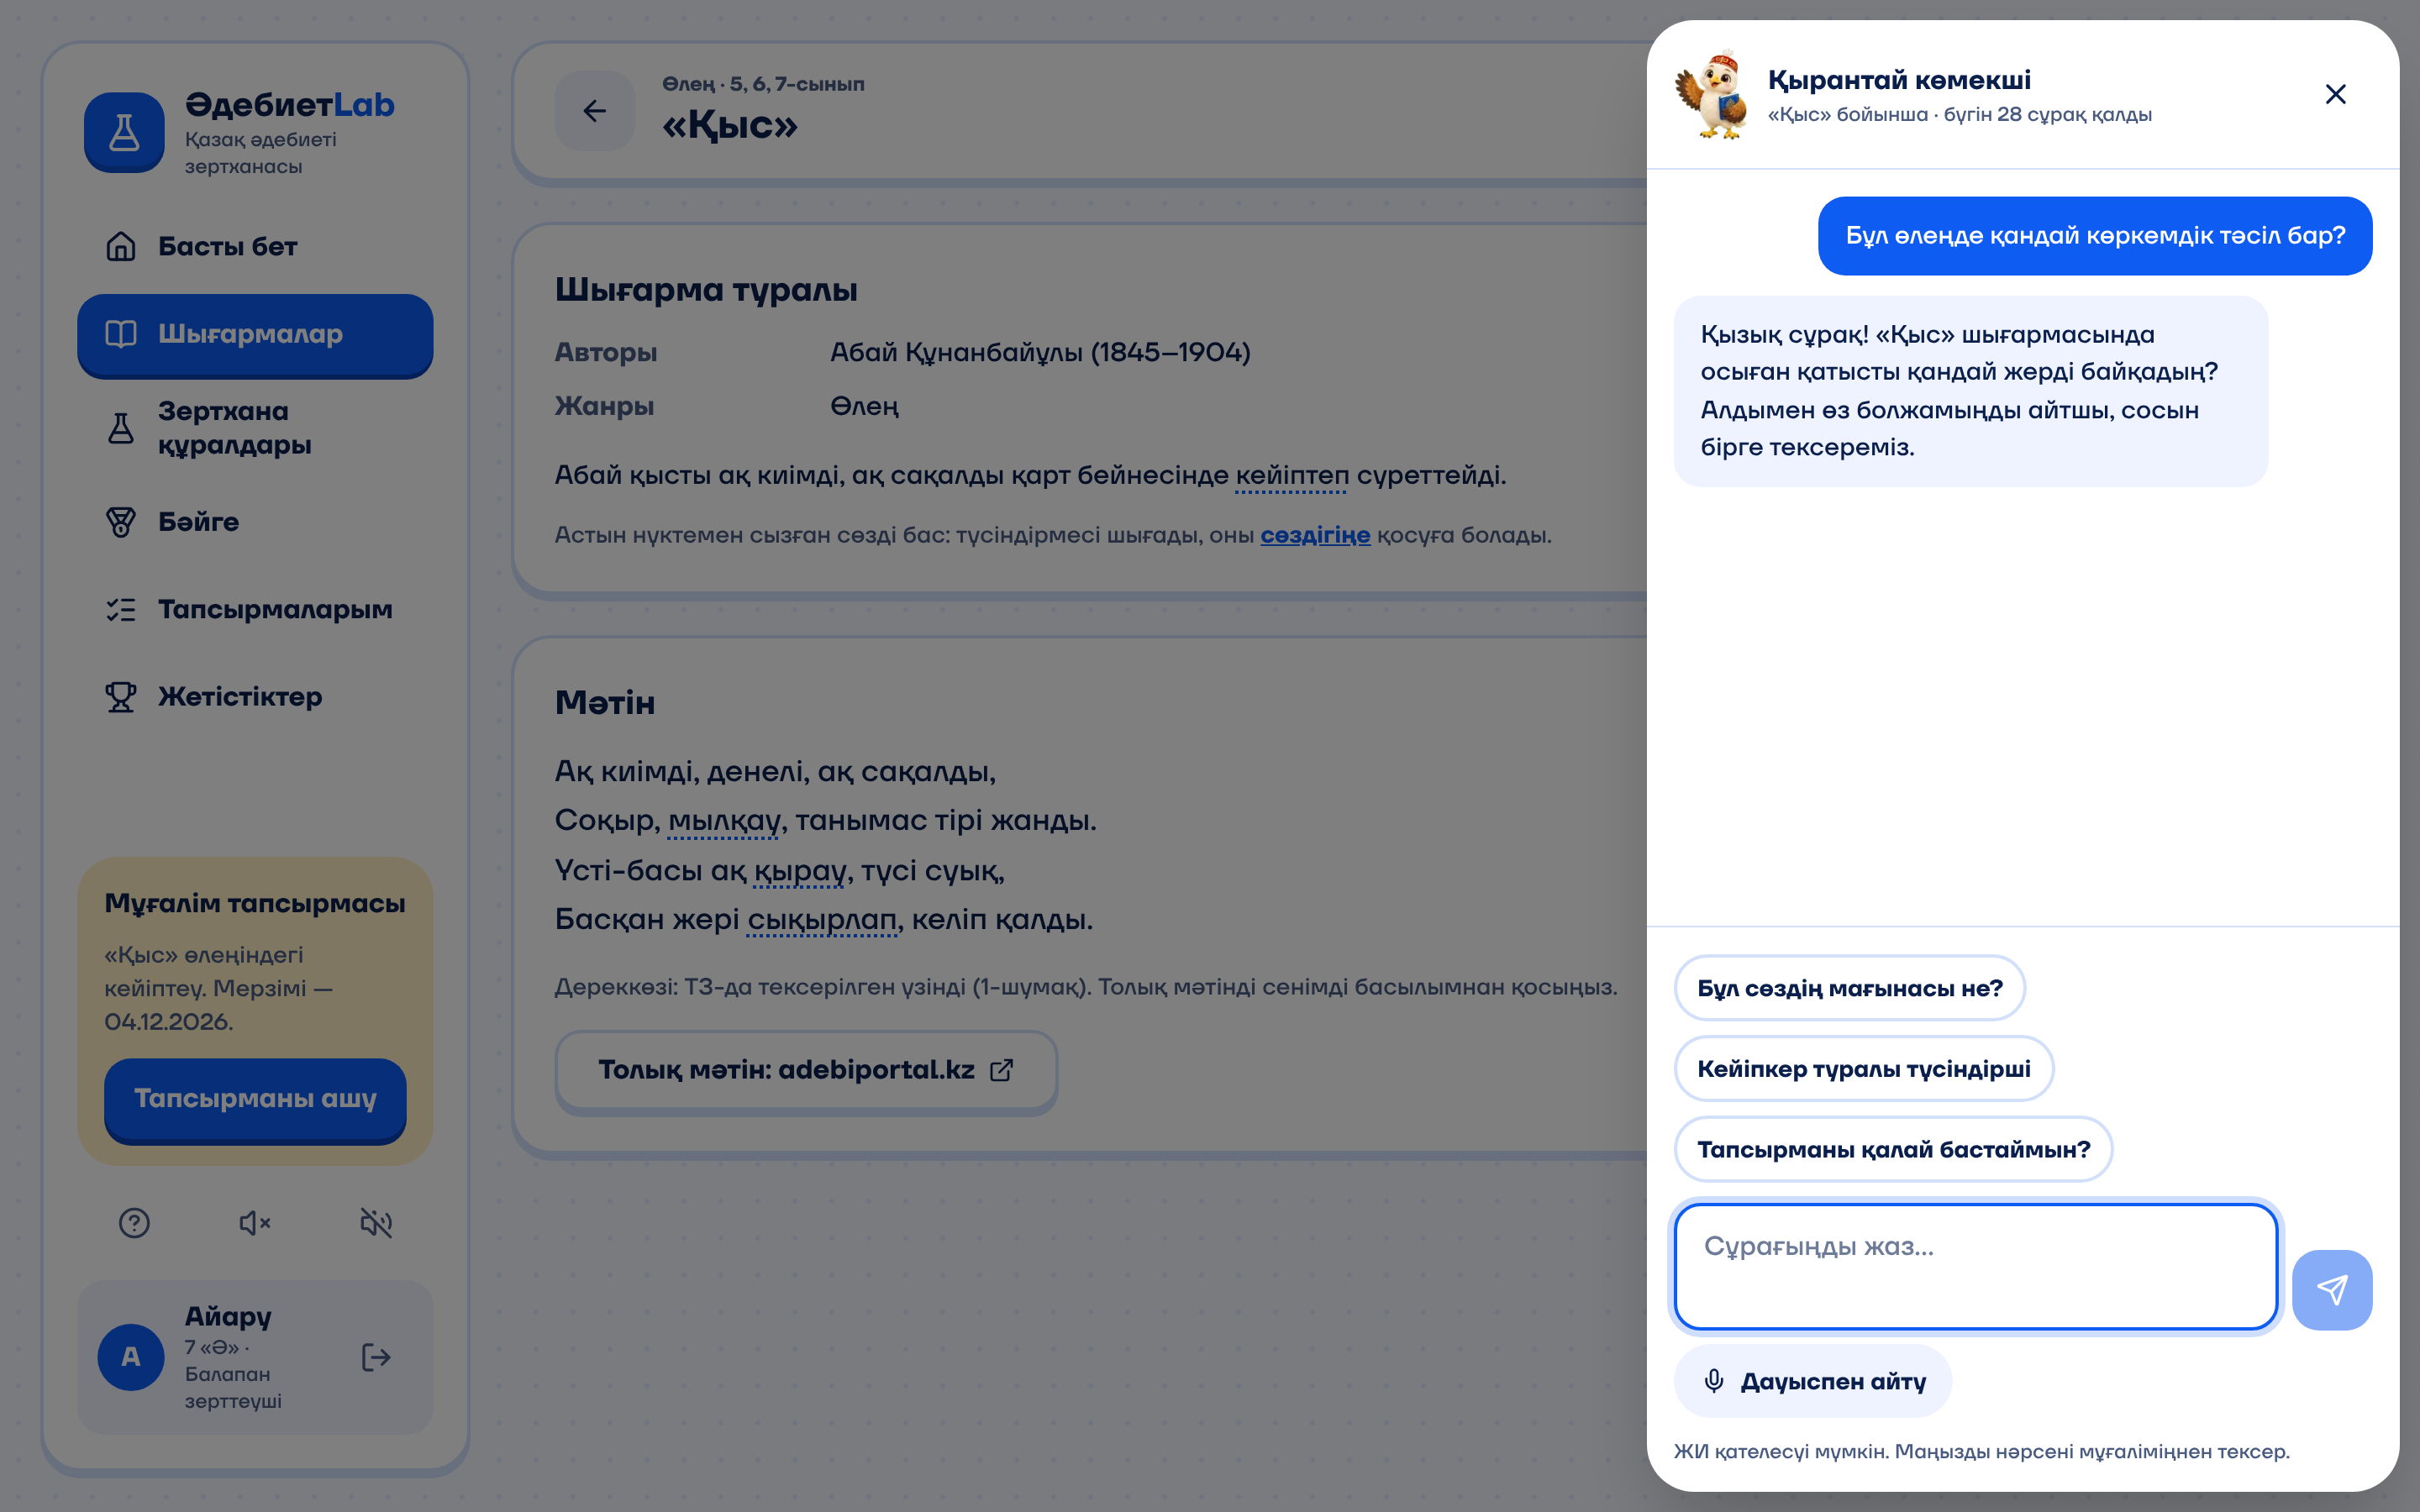 ӘдебиетLab
Қазақ әдебиеті
зертханасы
Басты бет
Шығармалар
Зертхана
құралдары
Бәйге
Тапсырмаларым
Жетістіктер
Мұғалім тапсырмасы
«Қыс» өлеңіндегі
кейіптеу. Мерзімі —
04.12.2026.
Тапсырманы ашу
А
Айару
7 «Ә» ·
Балапан
зерттеуші
Өлең · 5, 6, 7-сынып
«Қыс»
Шығарма туралы
Авторы Абай Құнанбайұлы (1845–1904)
Жанры Өлең
Абай қысты ақ киімді, ақ сақалды қарт бейнесінде кейіптеп суреттейді.
Астын нүктемен сызған сөзді бас: түсіндірмесі шығады, оны сөздігіңе қосуға болады.
Мәтін
Ақ киімді, денелі, ақ сақалды,
Соқыр, мылқау, танымас тірі жанды.
Үсті-басы ақ қырау, түсі суық,
Басқан жері сықырлап, келіп қалды.
Дереккөзі: ТЗ-да тексерілген үзінді (1-шумақ). Толық мәтінді сенімді басылымнан қосыңыз.
Толық мәтін: adebiportal.kz
Қырантай көмекші
«Қыс» бойынша · бүгін 28 сұрақ қалды
Бұл өлеңде қандай көркемдік тәсіл бар?
Қызық сұрақ! «Қыс» шығармасында
осыған қатысты қандай жерді байқадың?
Алдымен өз болжамыңды айтшы, сосын
бірге тексереміз.
Бұл сөздің мағынасы не?
Кейіпкер туралы түсіндірші
Тапсырманы қалай бастаймын?
Сұрағыңды жаз...
Дауыспен айту
ЖИ қателесуі мүмкін. Маңызды нәрсені мұғаліміңнен тексер.